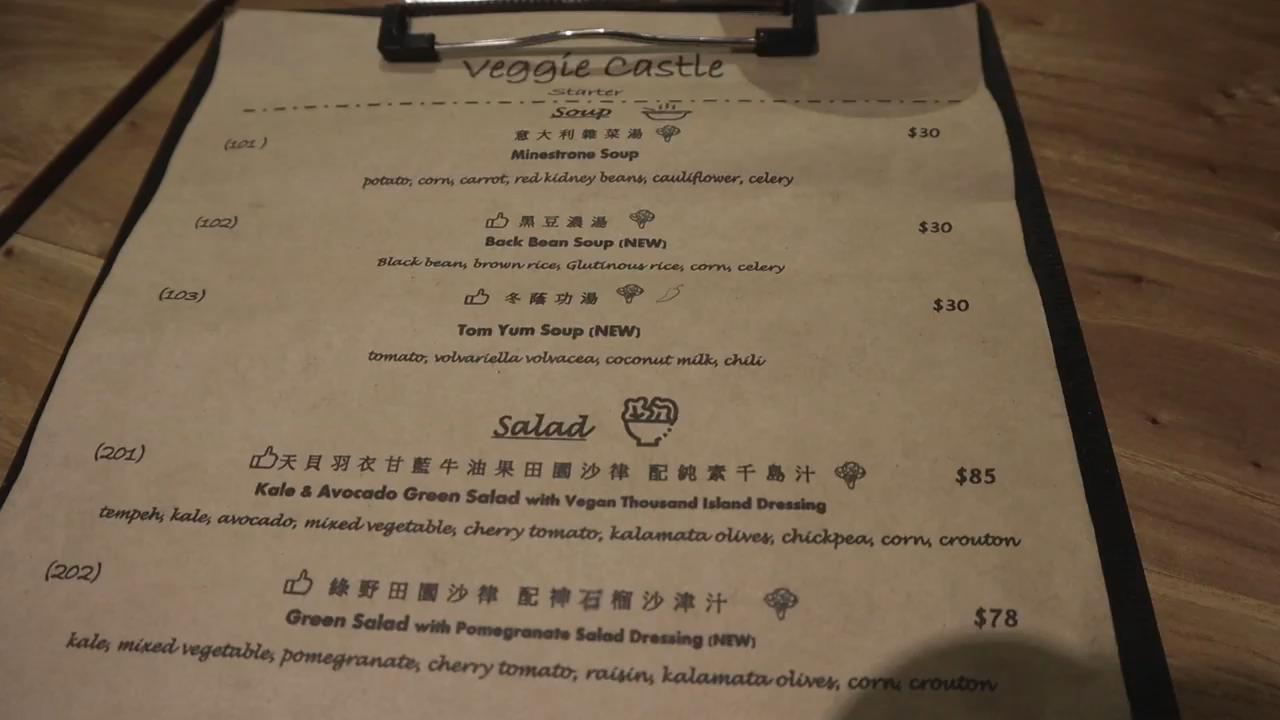 Veggie Castle
Starter
Soup
(101) 意大利雜菜湯 $30
Minestrone Soup
potato, corn, carrot, red kidney beans, cauliflower, celery
(102) 黑豆濃湯 $30
Back Bean Soup (NEW)
Black bean, brown rice, Glutinous rice, corn, celery
(103) 冬蔭功湯 $30
Tom Yum Soup (NEW)
tomato, volvariella volvacea, coconut milk, chili
Salad
(201) 天貝羽衣甘藍牛油果田園沙律 配純素千島汁 $85
Kale & Avocado Green Salad with Vegan Thousand Island Dressing
tempeh, kale, avocado, mixed vegetable, cherry tomato, kalamata olives, chickpea, corn, crouton
(202) 綠野田園沙律 配石榴沙津汁 $78
Green Salad with Pomegranate Salad Dressing (NEW)
kale, mixed vegetable, pomegranate, cherry tomato, raisin, kalamata olives, corn, crouton